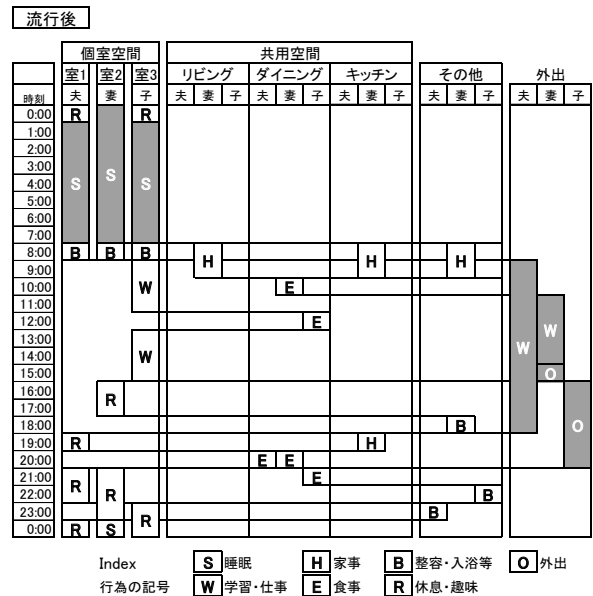 流行後
個室空間 共用空間
室1 室2 室3 リビング ダイニング キッチン その他 外出
時刻 夫 妻 子 夫 妻 子 夫 妻 子 夫 妻 子 夫 妻 子 夫 妻 子
0:00 R R
1:00
2:00
3:00 S
4:00 S S
5:00
6:00
7:00
8:00 B B B
9:00 H H H
10:00 W E
11:00
12:00 E
13:00 W W
14:00 W
15:00 O
16:00
17:00 R
18:00 B O
19:00 R H
20:00 E E
21:00 R E
22:00 R B
23:00 R B
0:00 R S
Index S 睡眠 H 家事 B 整容・入浴等 O 外出
行為の記号 W 学習・仕事 E 食事 R 休息・趣味